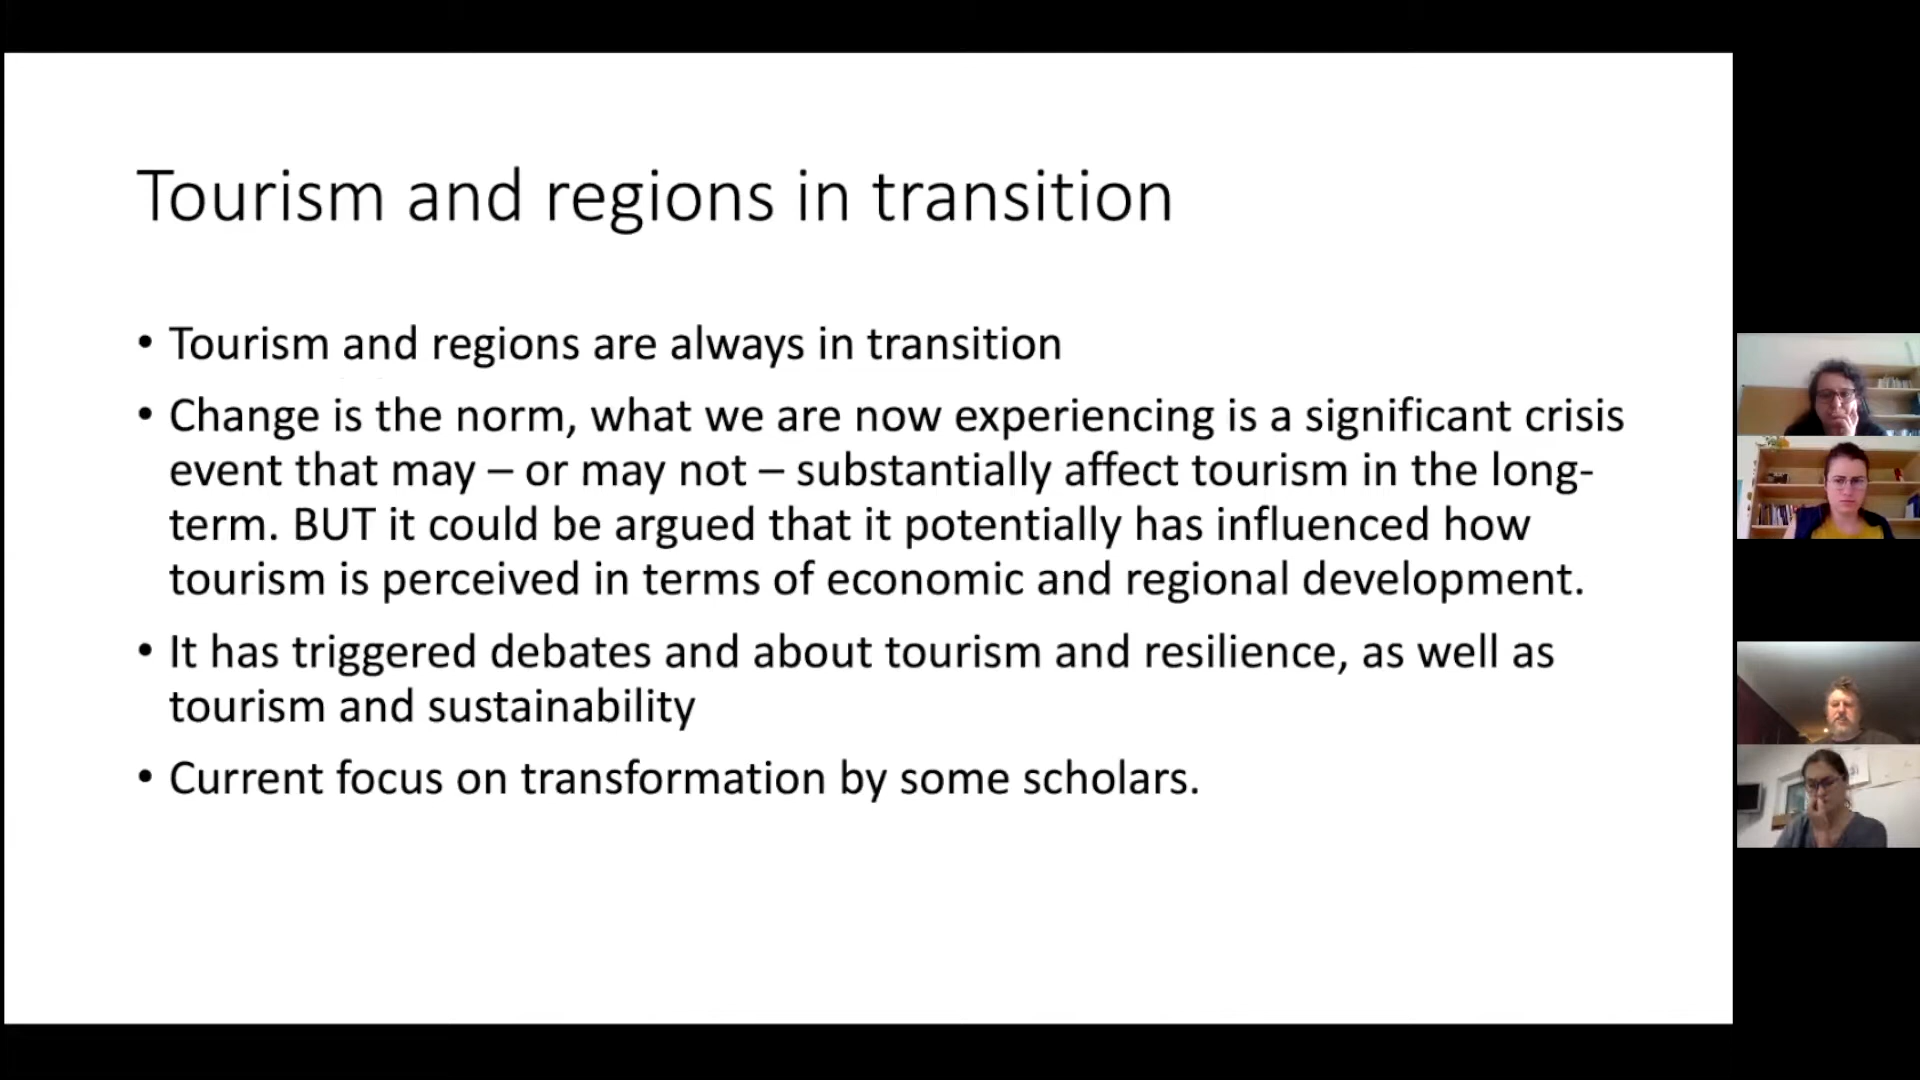 Tourism and regions in transition
• Tourism and regions are always in transition
• Change is the norm, what we are now experiencing is a significant crisis
event that may – or may not – substantially affect tourism in the long-
term. BUT it could be argued that it potentially has influenced how
tourism is perceived in terms of economic and regional development.
• It has triggered debates and about tourism and resilience, as well as
tourism and sustainability
• Current focus on transformation by some scholars.